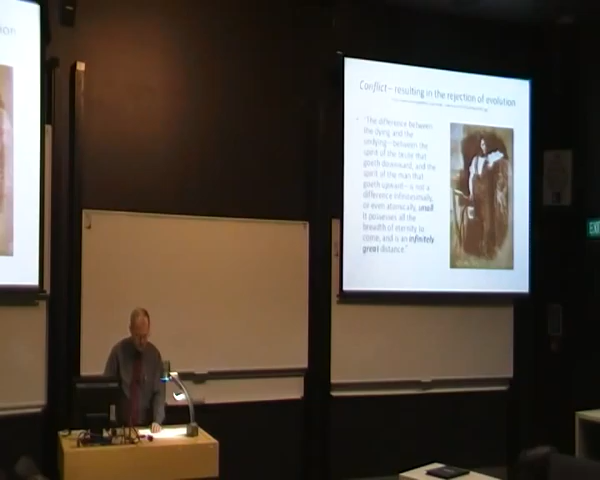 Conflict – resulting in the rejection of evolution
• "The difference between
the dying and the
undying – between the
spirit of the brute that
goeth downward, and the
spirit of the man that
goeth upward – is not a
difference infinitesimally,
or even atomically, small.
It possesses all the
breadth of eternity to
come, and is an infinitely
great distance."